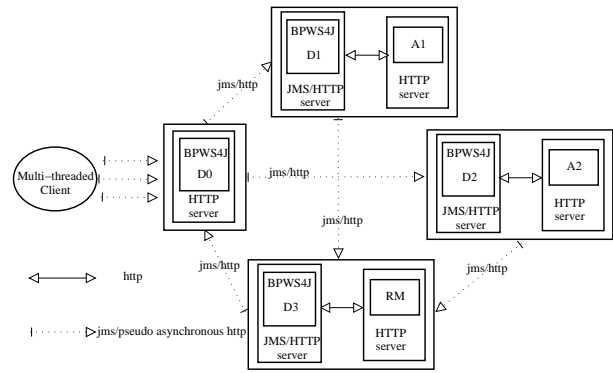 BPWS4J
D1
JMS/HTTP
server
A1
HTTP
server
jms/http
Multi−threaded
Client
BPWS4J
D0
HTTP
server
jms/http
BPWS4J
D2
JMS/HTTP
server
A2
HTTP
server
jms/http
jms/http
jms/http
BPWS4J
D3
JMS/HTTP
server
RM
HTTP
server
http
jms/pseudo asynchronous http